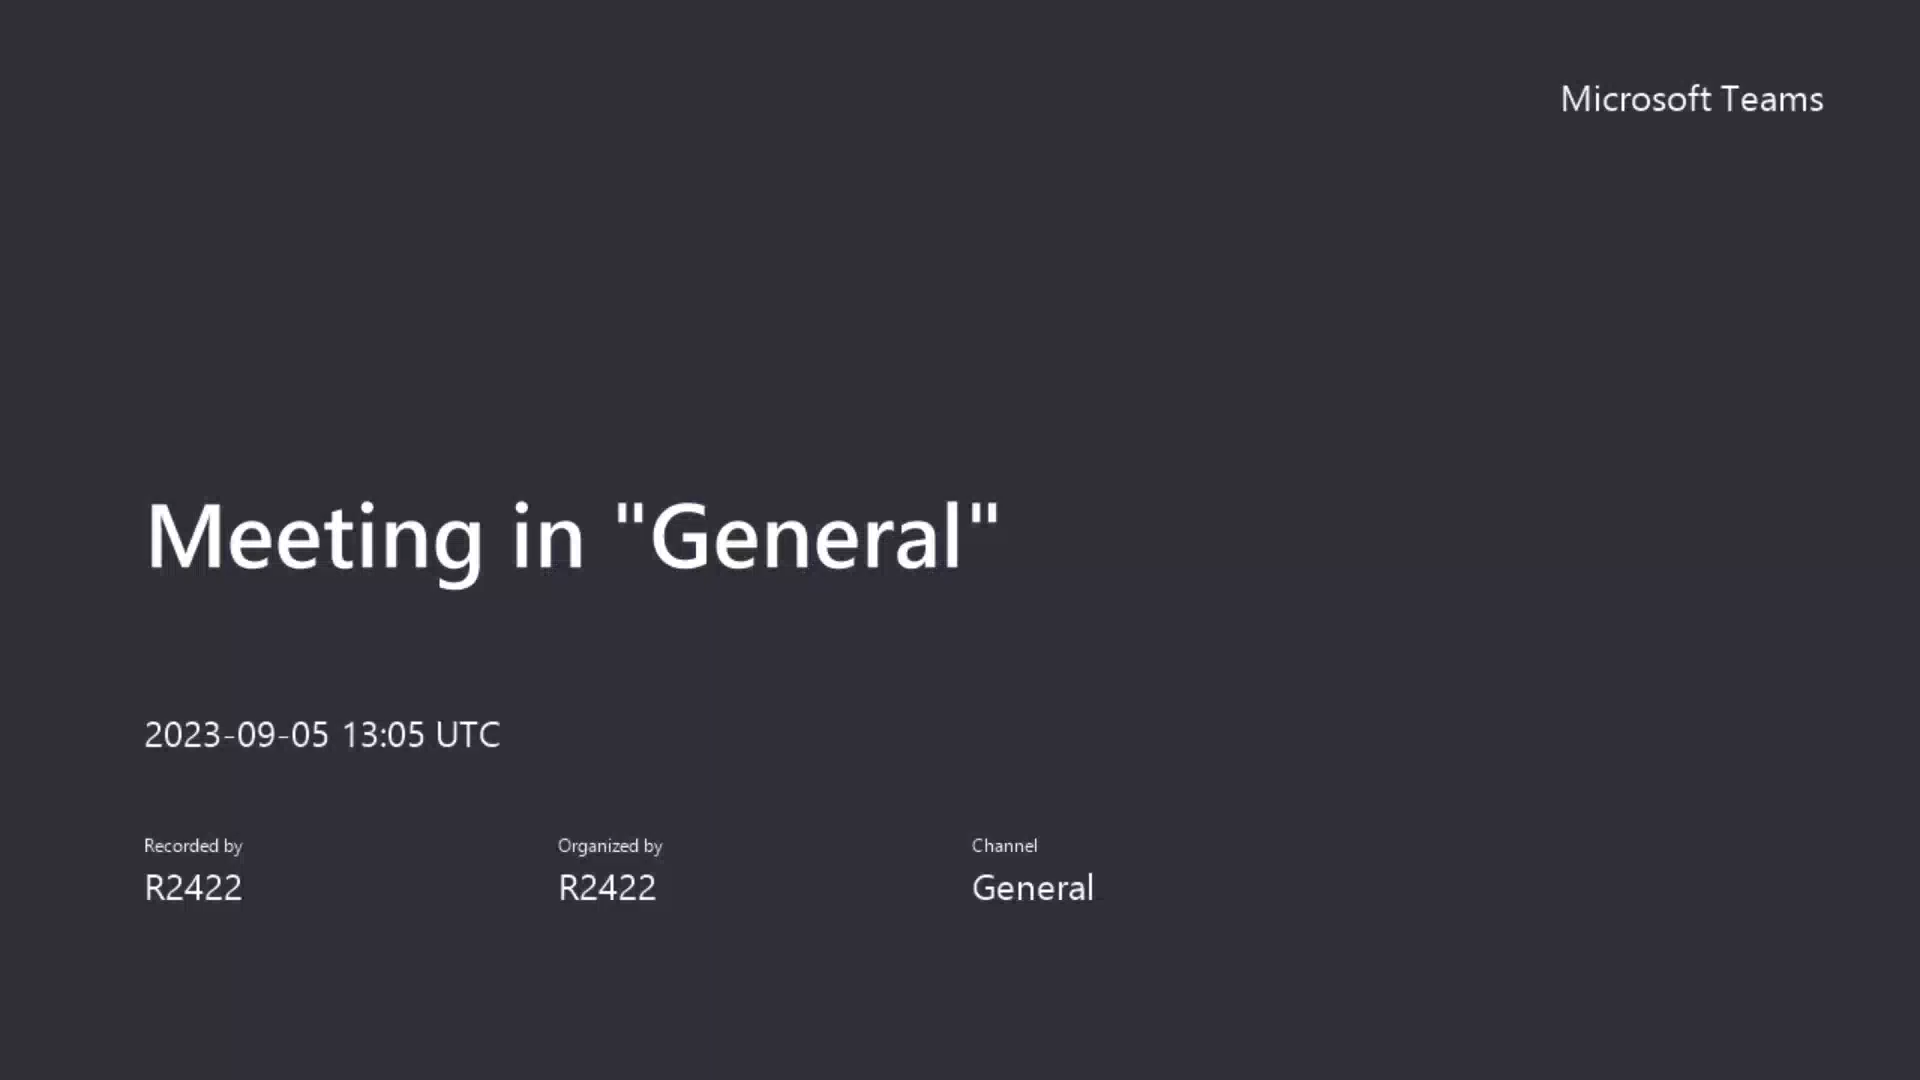 Microsoft Teams
Meeting in "General"
2023-09-05 13:05 UTC
Recorded by
R2422
Organized by
R2422
Channel
General